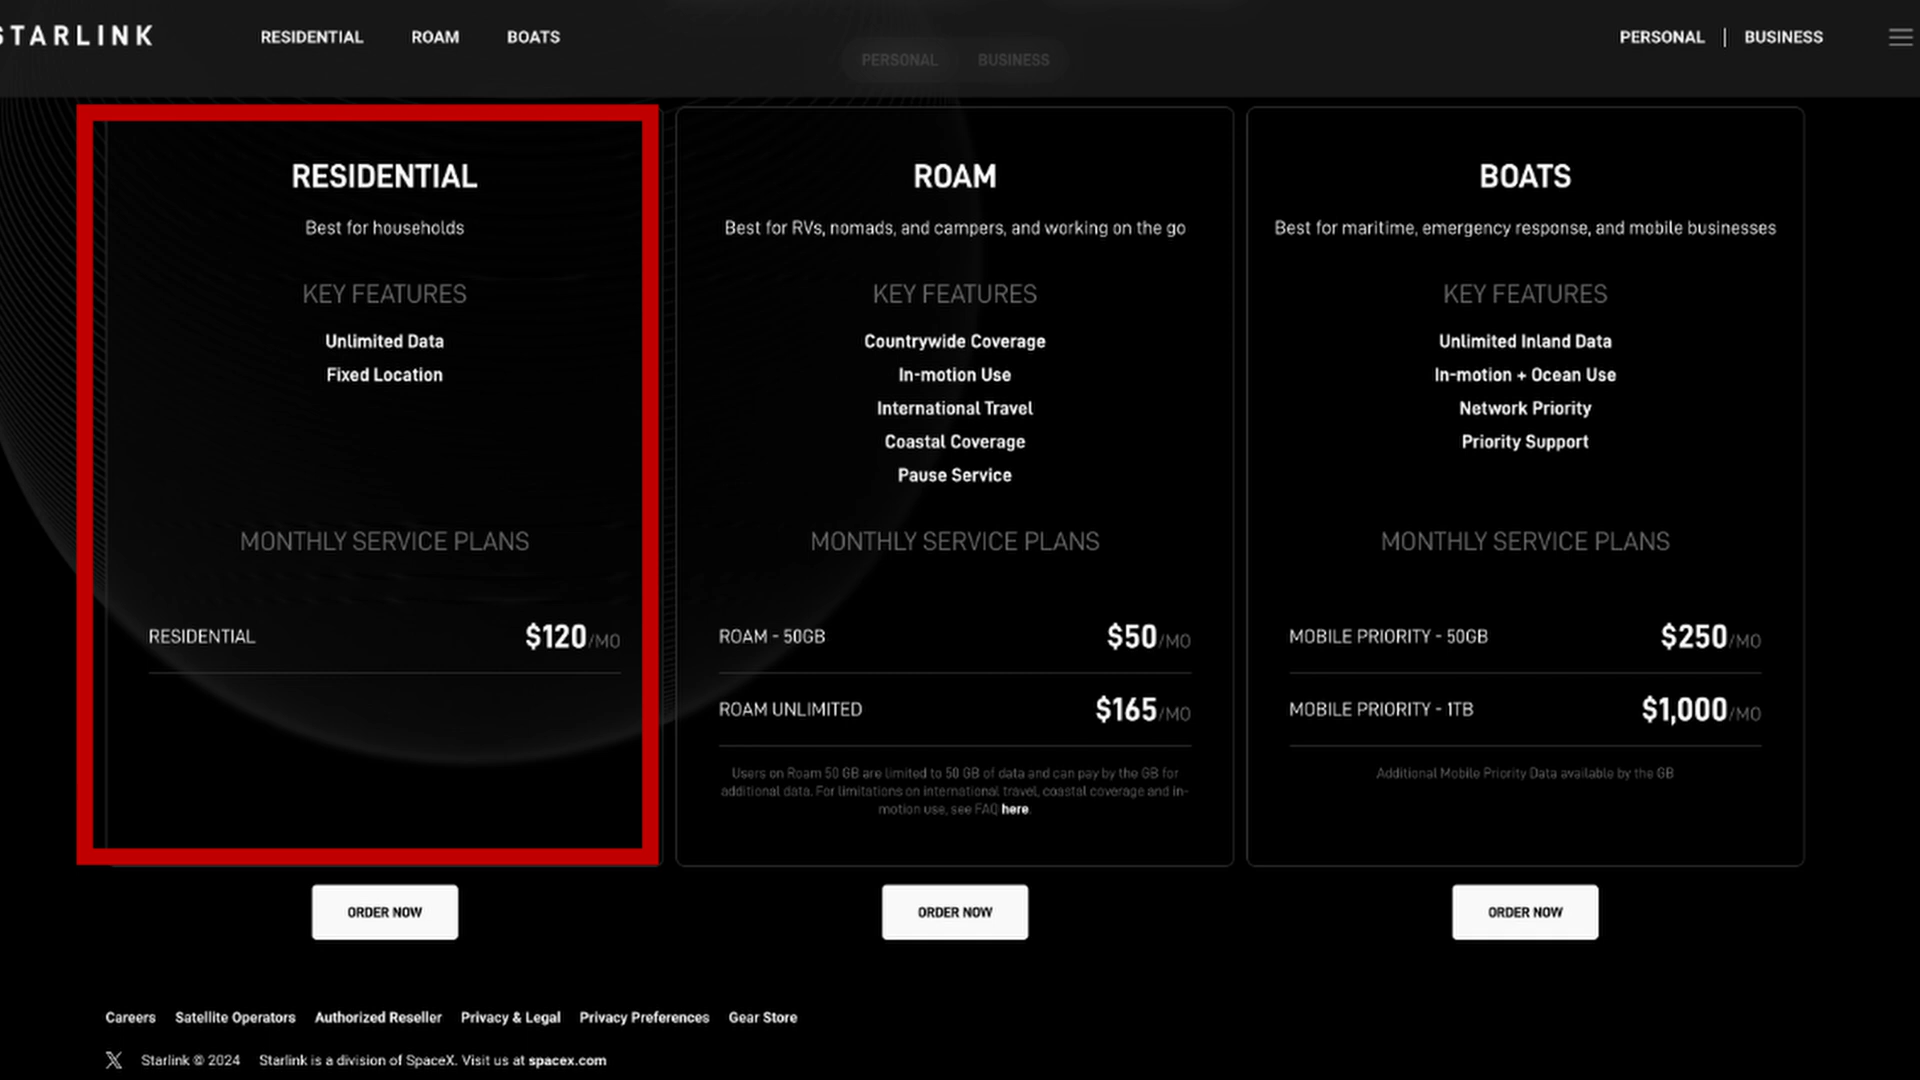 STARLINK
RESIDENTIAL
ROAM
BOATS
PERSONAL | BUSINESS
PERSONAL
BUSINESS
RESIDENTIAL
Best for households
KEY FEATURES
Unlimited Data
Fixed Location
MONTHLY SERVICE PLANS
RESIDENTIAL $120/MO
ORDER NOW
ROAM
Best for RVs, nomads, and campers, and working on the go
KEY FEATURES
Countrywide Coverage
In-motion Use
International Travel
Coastal Coverage
Pause Service
MONTHLY SERVICE PLANS
ROAM - 50GB $50/MO
ROAM UNLIMITED $165/MO
Users on Roam 50 GB are limited to 50 GB of data and can pay by the GB for
additional data. For limitations on international travel, coastal coverage and in-
motion use, see FAQ here.
ORDER NOW
BOATS
Best for maritime, emergency response, and mobile businesses
KEY FEATURES
Unlimited Inland Data
In-motion + Ocean Use
Network Priority
Priority Support
MONTHLY SERVICE PLANS
MOBILE PRIORITY - 50GB $250/MO
MOBILE PRIORITY - 1TB $1,000/MO
Additional Mobile Priority Data available by the GB
ORDER NOW
Careers Satellite Operators Authorized Reseller Privacy & Legal Privacy Preferences Gear Store
Starlink © 2024 Starlink is a division of SpaceX. Visit us at spacex.com